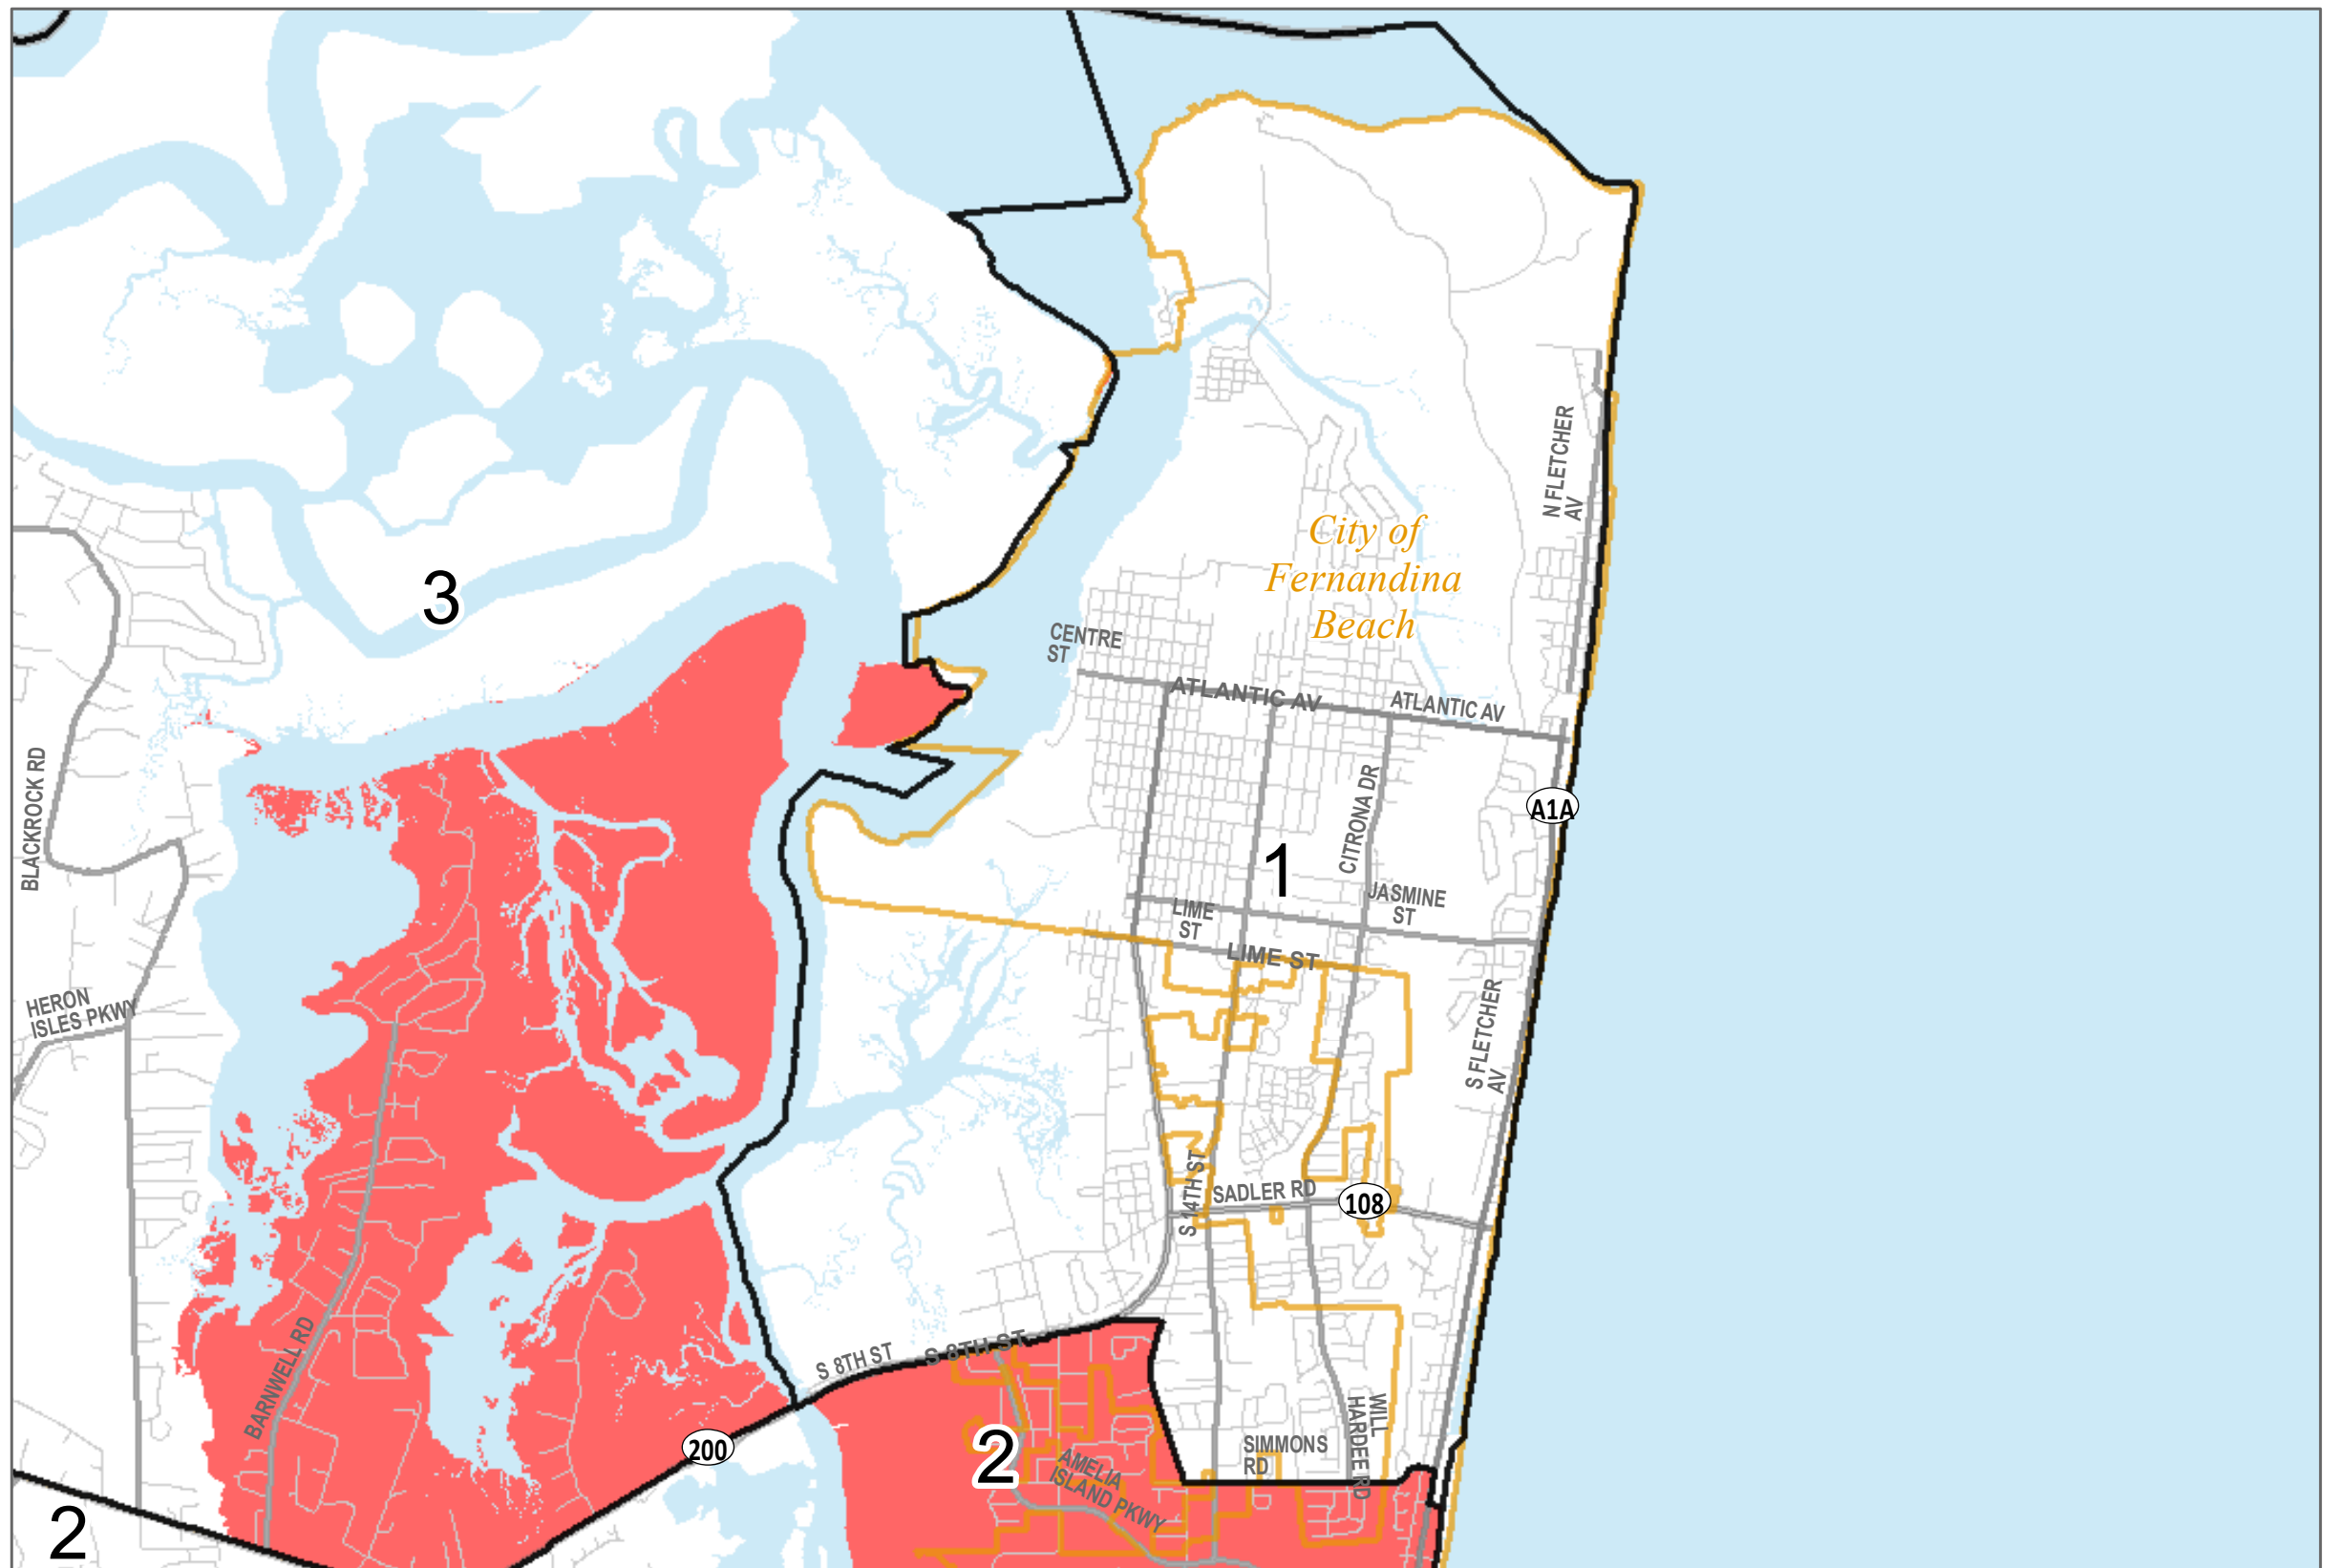 N FLETCHER
AV
City of
Fernandina
Beach
3
CENTRE
ST
ATLANTIC AV
ATLANTIC AV
BLACKROCK RD
CITRONA DR
A1A
1
JASMINE
ST
LIME
ST
LIME ST
HERON
ISLES PKWY
S FLETCHER
AV
S 14TH ST
SADLER RD
108
BARNWELL RD
S 8TH ST
S 8TH ST
WILL
HARDEE RD
200
2
SIMMONS
RD
AMELIA
ISLAND PKWY
2